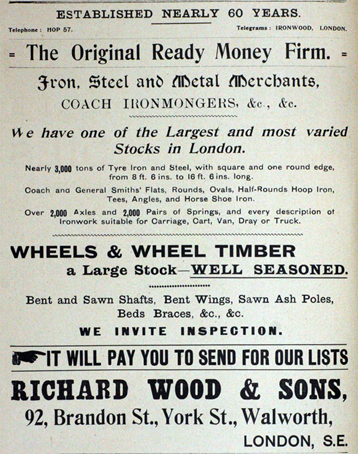 ESTABLISHED NEARLY 60 YEARS.
Telephone: HOP 57. Telegrams: IRONWOOD, LONDON.
= The Original Ready Money Firm. =
Iron, Steel and Metal Merchants,
COACH IRONMONGERS, &c., &c.
We have one of the Largest and most varied
Stocks in London.
Nearly 3,000 tons of Tyre Iron and Steel, with square and one round edge,
from 8 ft. 6 ins. to 16 ft. 6 ins. long.
Coach and General Smiths' Flats, Rounds, Ovals, Half-Rounds Hoop Iron,
Tees, Angles, and Horse Shoe Iron.
Over 2,000 Axles and 2,000 Pairs of Springs, and every description of
Ironwork suitable for Carriage, Cart, Van, Dray or Truck.
WHEELS & WHEEL TIMBER
a Large Stock—WELL SEASONED.
Bent and Sawn Shafts, Bent Wings, Sawn Ash Poles,
Beds Braces, &c., &c.
WE INVITE INSPECTION.
☛IT WILL PAY YOU TO SEND FOR OUR LISTS
RICHARD WOOD & SONS,
92, Brandon St., York St., Walworth,
LONDON, S.E.